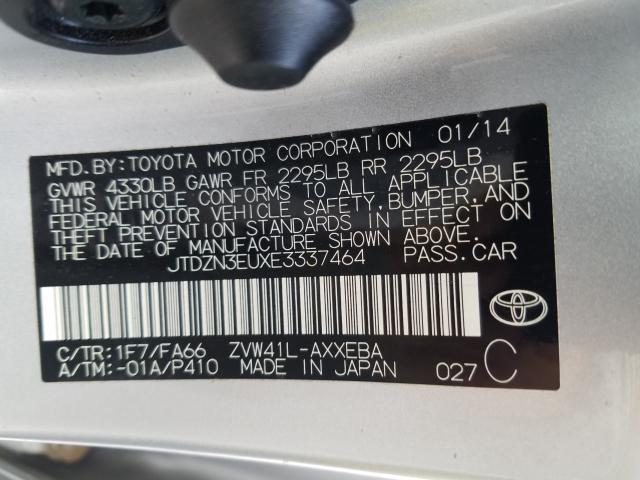 MFD. BY: TOYOTA MOTOR CORPORATION 01/14
GVWR 4330LB GAWR FR 2295LB RR 2295LB
THIS VEHICLE CONFORMS TO ALL APPLICABLE
FEDERAL MOTOR VEHICLE SAFETY, BUMPER, AND
THEFT PREVENTION STANDARDS IN EFFECT ON
THE DATE OF MANUFACTURE SHOWN ABOVE.
JTDZN3EUXE3337464 PASS. CAR
C/TR: 1F7/FA66 ZVW41L-AXXEBA
A/TM: -01A/P410 MADE IN JAPAN 027 C